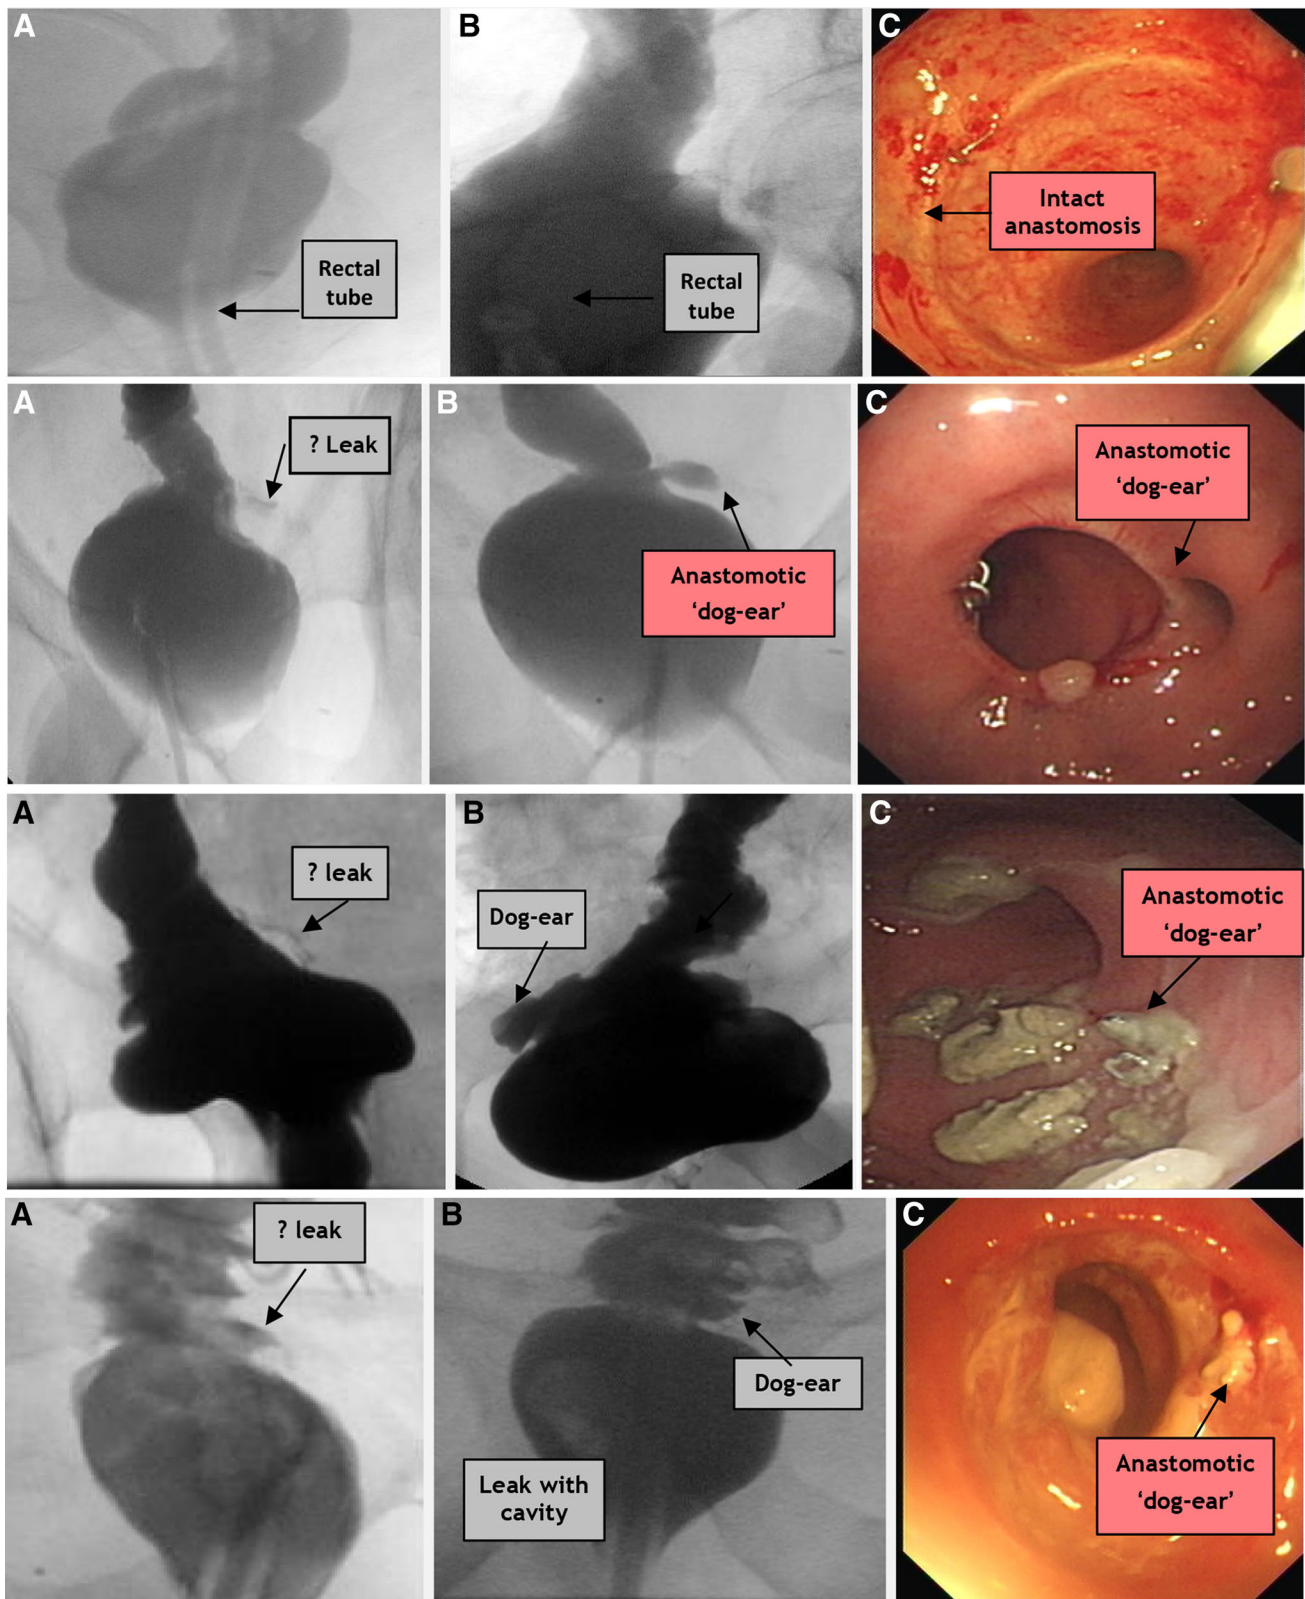 A
Rectal
tube
B
Rectal
tube
C
Intact
anastomosis
A
? Leak
B
Anastomotic
‘dog-ear’
C
Anastomotic
‘dog-ear’
A
? leak
B
Dog-ear
C
Anastomotic
‘dog-ear’
A
? leak
B
Dog-ear
Leak with
cavity
C
Anastomotic
‘dog-ear’